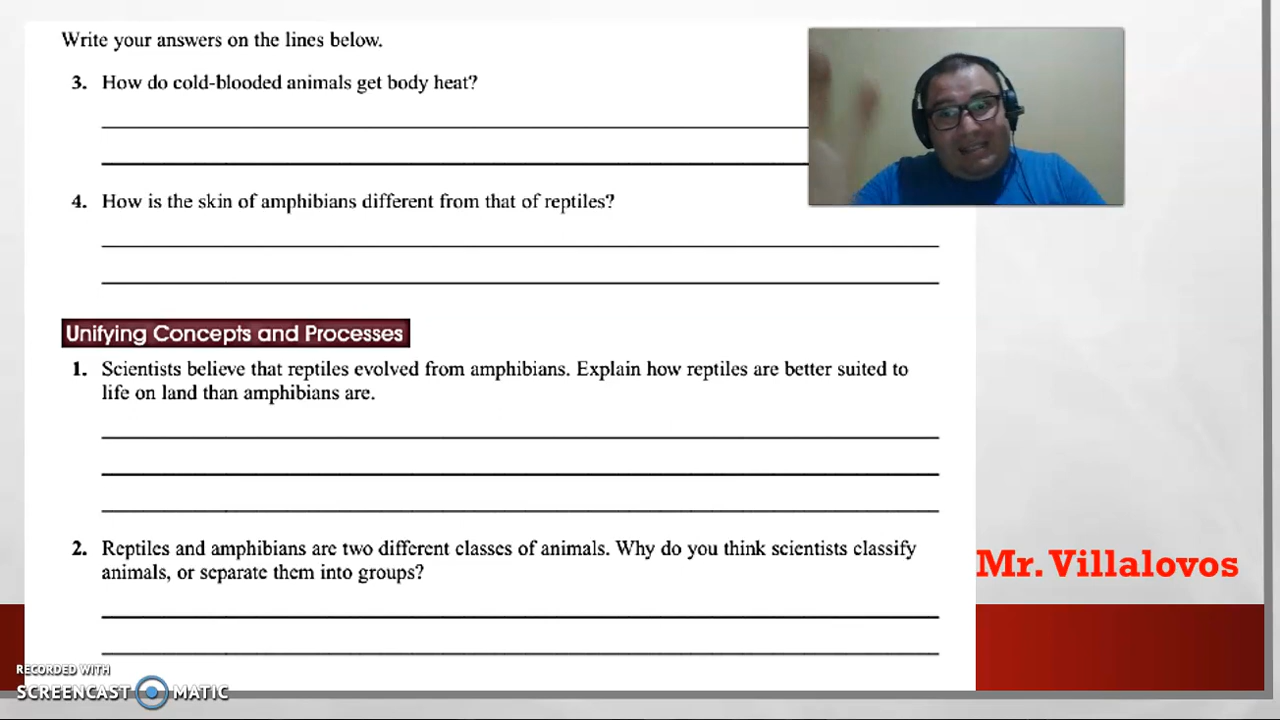 Write your answers on the lines below.
3. How do cold-blooded animals get body heat?
4. How is the skin of amphibians different from that of reptiles?
Unifying Concepts and Processes
1. Scientists believe that reptiles evolved from amphibians. Explain how reptiles are better suited to
life on land than amphibians are.
2. Reptiles and amphibians are two different classes of animals. Why do you think scientists classify
animals, or separate them into groups?
Mr. Villalovos
RECORDED WITH
SCREENCAST MATIC